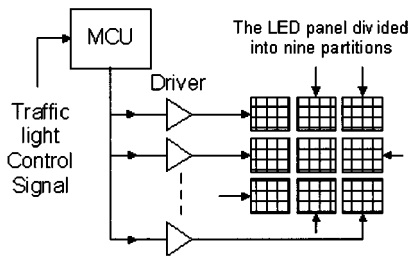 MCU
The LED panel divided
into nine partitions
Driver
Traffic
light
Control
Signal